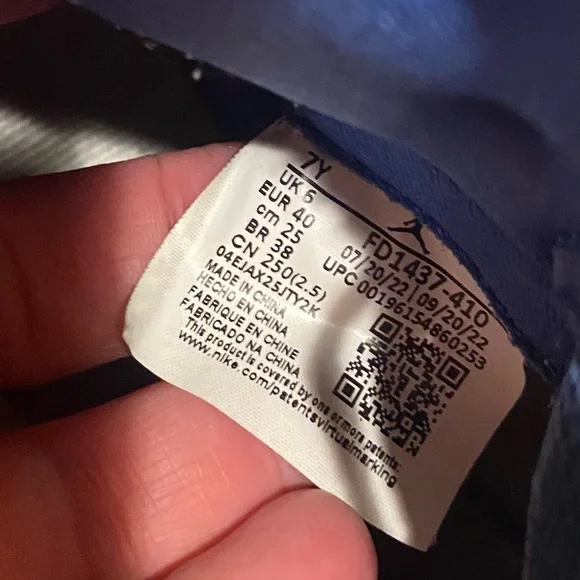 7Y
UK 6
EUR 40
cm 25
BR 38
CN 250(2.5)
04EJAX25JTY2K
FD1437-410
07/20/22 | 09/20/22
UPC 00196154860253
MADE IN CHINA
HECHO EN CHINA
FABRIQUE EN CHINE
FABRICADO NA CHINA
This product is covered by one or more patents:
www.nike.com/patentsvirtualmarking